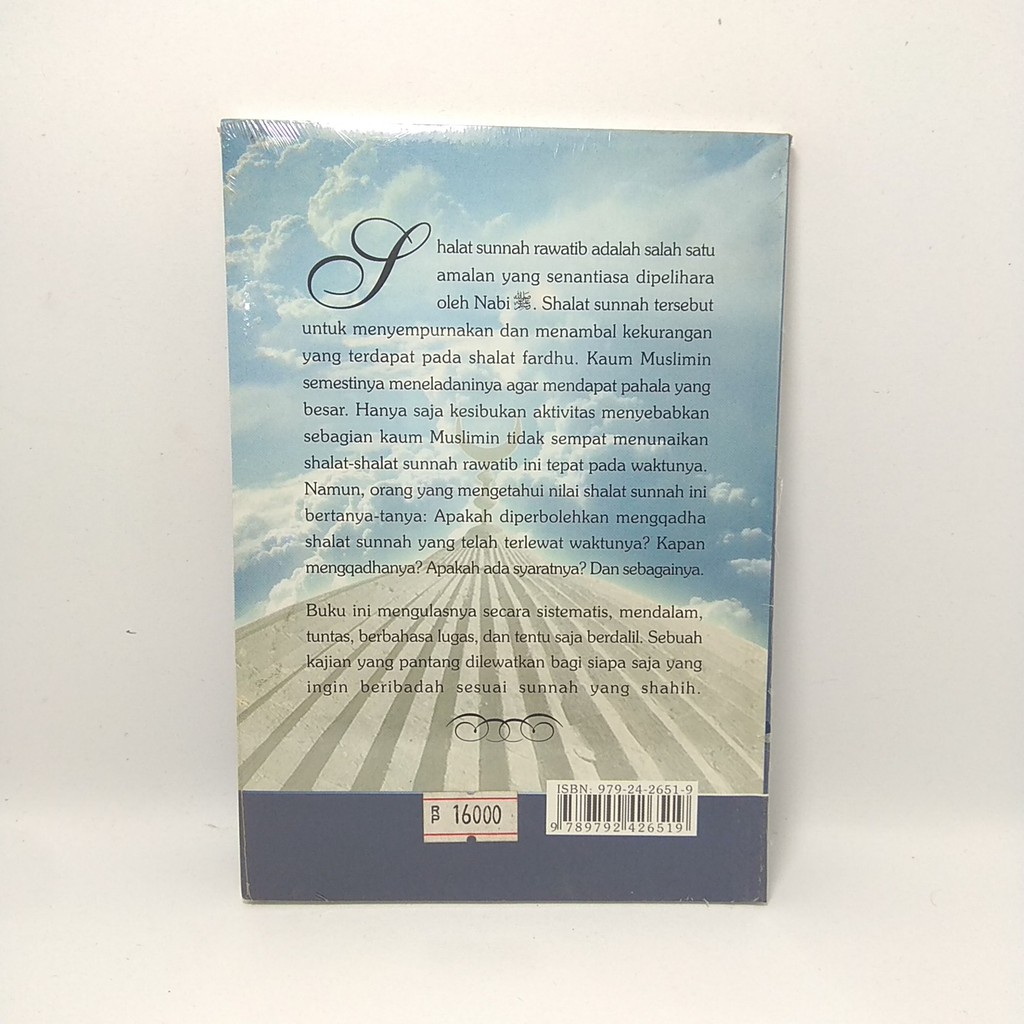 Shalat sunnah rawatib adalah salah satu
amalan yang senantiasa dipelihara
oleh Nabi ﷺ. Shalat sunnah tersebut
untuk menyempurnakan dan menambal kekurangan
yang terdapat pada shalat fardhu. Kaum Muslimin
semestinya meneladaninya agar mendapat pahala yang
besar. Hanya saja kesibukan aktivitas menyebabkan
sebagian kaum Muslimin tidak sempat menunaikan
shalat-shalat sunnah rawatib ini tepat pada waktunya.
Namun, orang yang mengetahui nilai shalat sunnah ini
bertanya-tanya: Apakah diperbolehkan mengqadha
shalat sunnah yang telah terlewat waktunya? Kapan
mengqadhanya? Apakah ada syaratnya? Dan sebagainya.
Buku ini mengulasnya secara sistematis, mendalam,
tuntas, berbahasa lugas, dan tentu saja berdalil. Sebuah
kajian yang pantang dilewatkan bagi siapa saja yang
ingin beribadah sesuai sunnah yang shahih.
RP 16000
ISBN: 979-24-2651-9
9 789792 426519